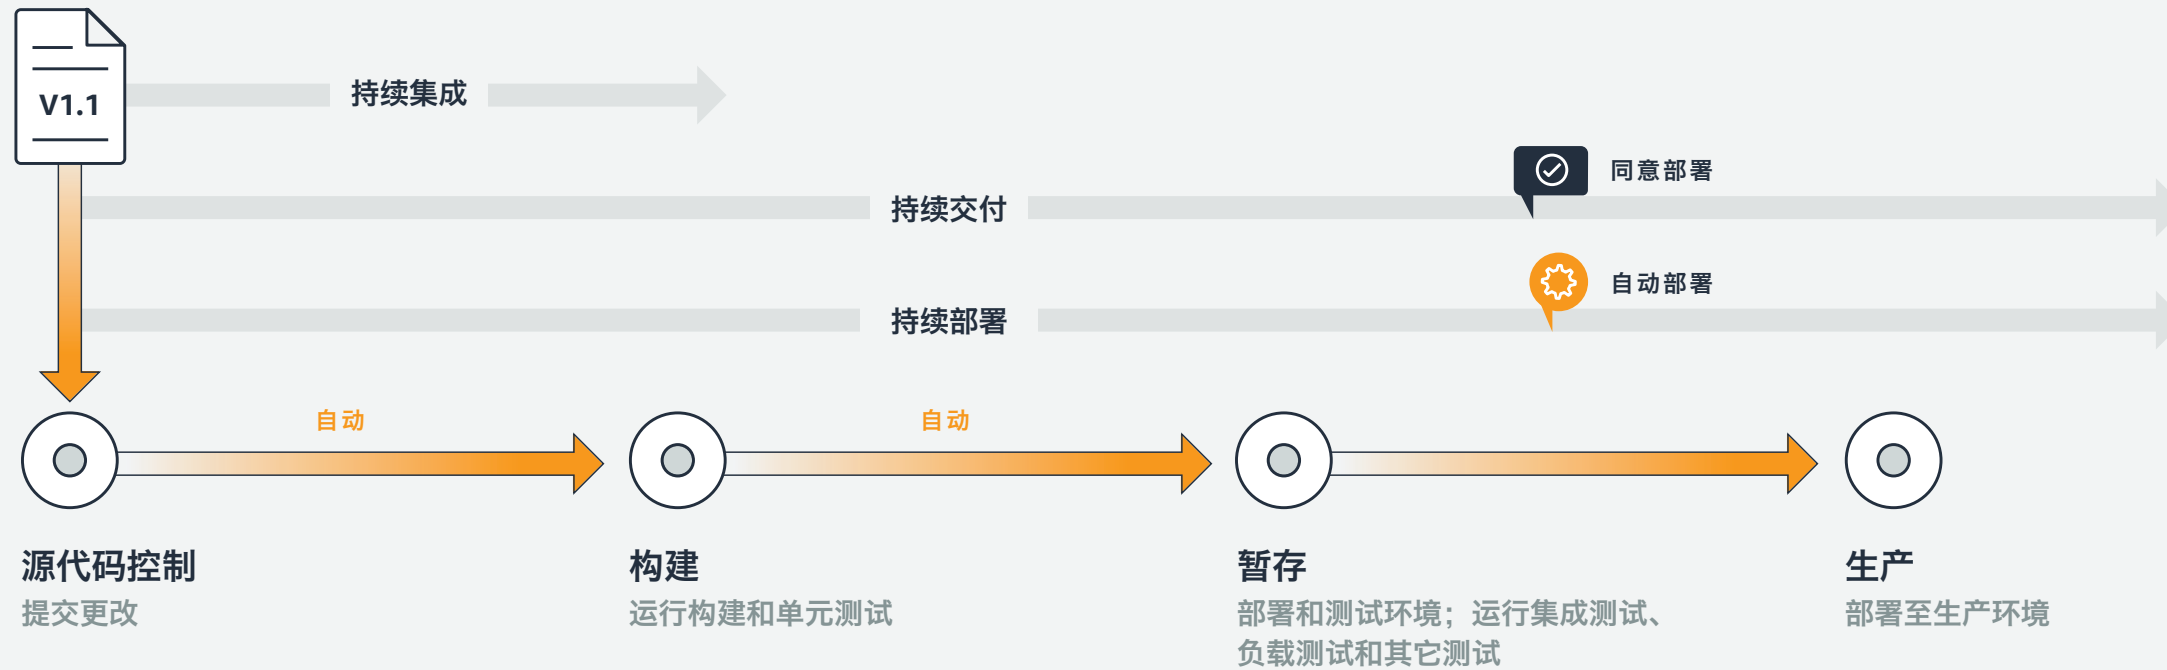 V1.1
持续集成
同意部署
持续交付
自动部署
持续部署
自动
自动
源代码控制
提交更改
构建
运行构建和单元测试
暂存
部署和测试环境；运行集成测试、
负载测试和其它测试
生产
部署至生产环境